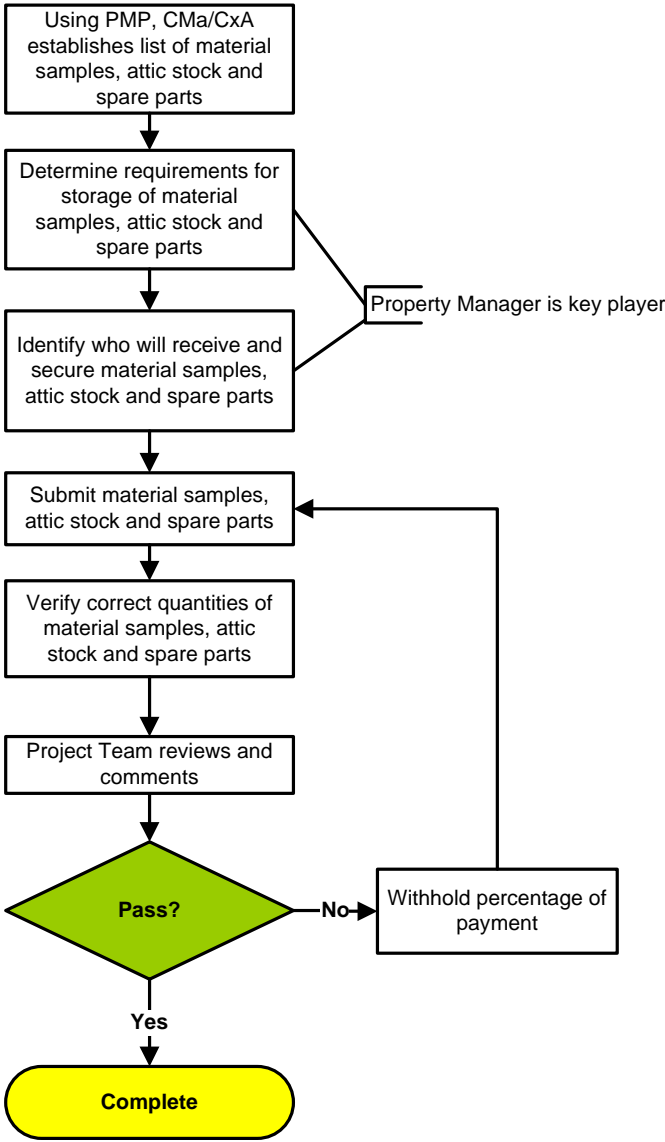 Using PMP, CMa/CxA
establishes list of material
samples, attic stock and
spare parts
Determine requirements for
storage of material
samples, attic stock and
spare parts
Property Manager is key player
Identify who will receive and
secure material samples,
attic stock and spare parts
Submit material samples,
attic stock and spare parts
Verify correct quantities of
material samples, attic
stock and spare parts
Project Team reviews and
comments
Pass?
No
Withhold percentage of
payment
Yes
Complete